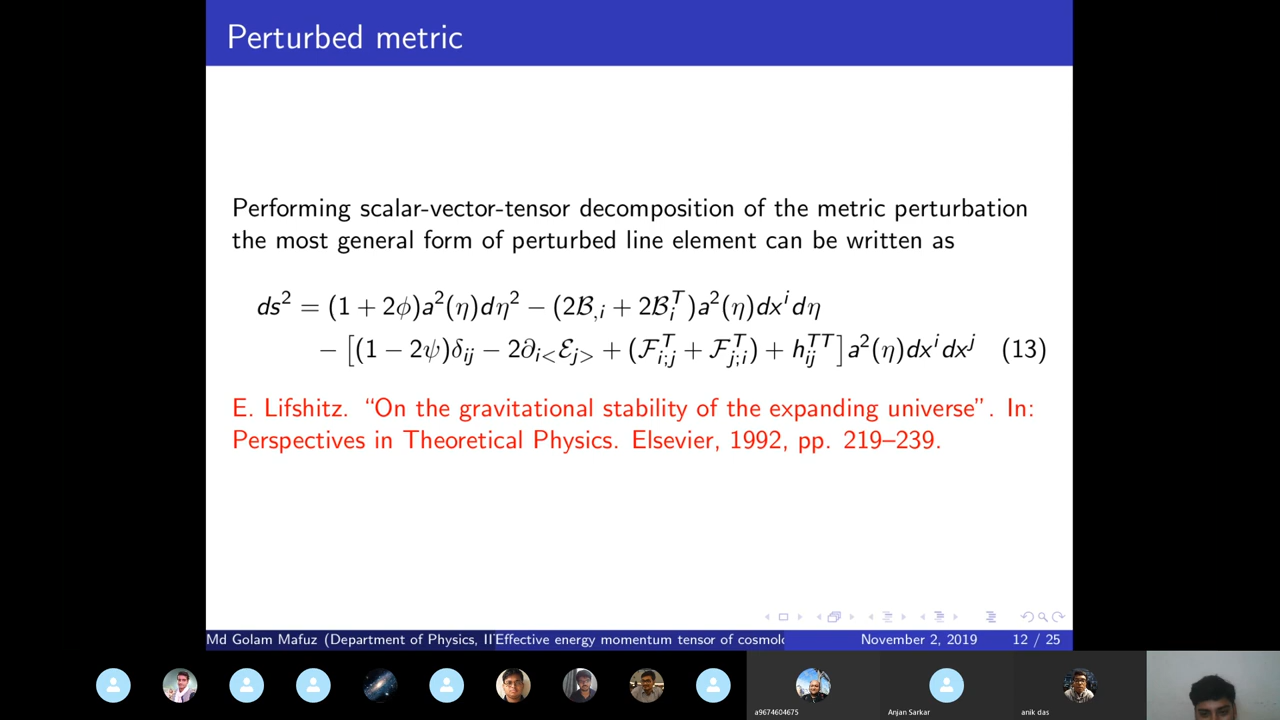 Perturbed metric
Performing scalar-vector-tensor decomposition of the metric perturbation
the most general form of perturbed line element can be written as
ds² = (1 + 2ϕ)a²(η)dη² − (2ℬ,ᵢ + 2ℬᵢᵀ)a²(η)dxⁱdη
− [(1 − 2ψ)δᵢⱼ − 2∂ᵢ<ℰⱼ> + (ℱᵀᵢ;ⱼ + ℱᵀⱼ;ᵢ) + hᵢⱼᵀᵀ]a²(η)dxⁱdxʲ (13)
E. Lifshitz. “On the gravitational stability of the expanding universe”. In:
Perspectives in Theoretical Physics. Elsevier, 1992, pp. 219–239.
Md Golam Mafuz (Department of Physics, II Effective energy momentum tensor of cosmol November 2, 2019 12 / 25
a9674604675 Anjan Sarkar anik das